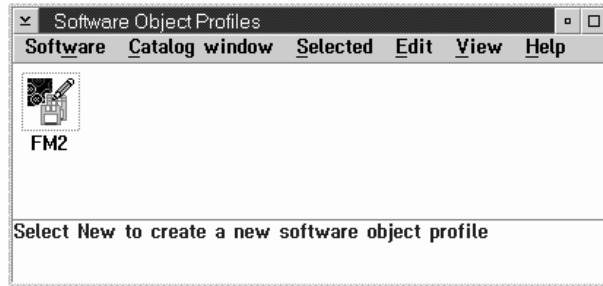 Software Object Profiles
Software Catalog window Selected Edit View Help
FM2
Select New to create a new software object profile